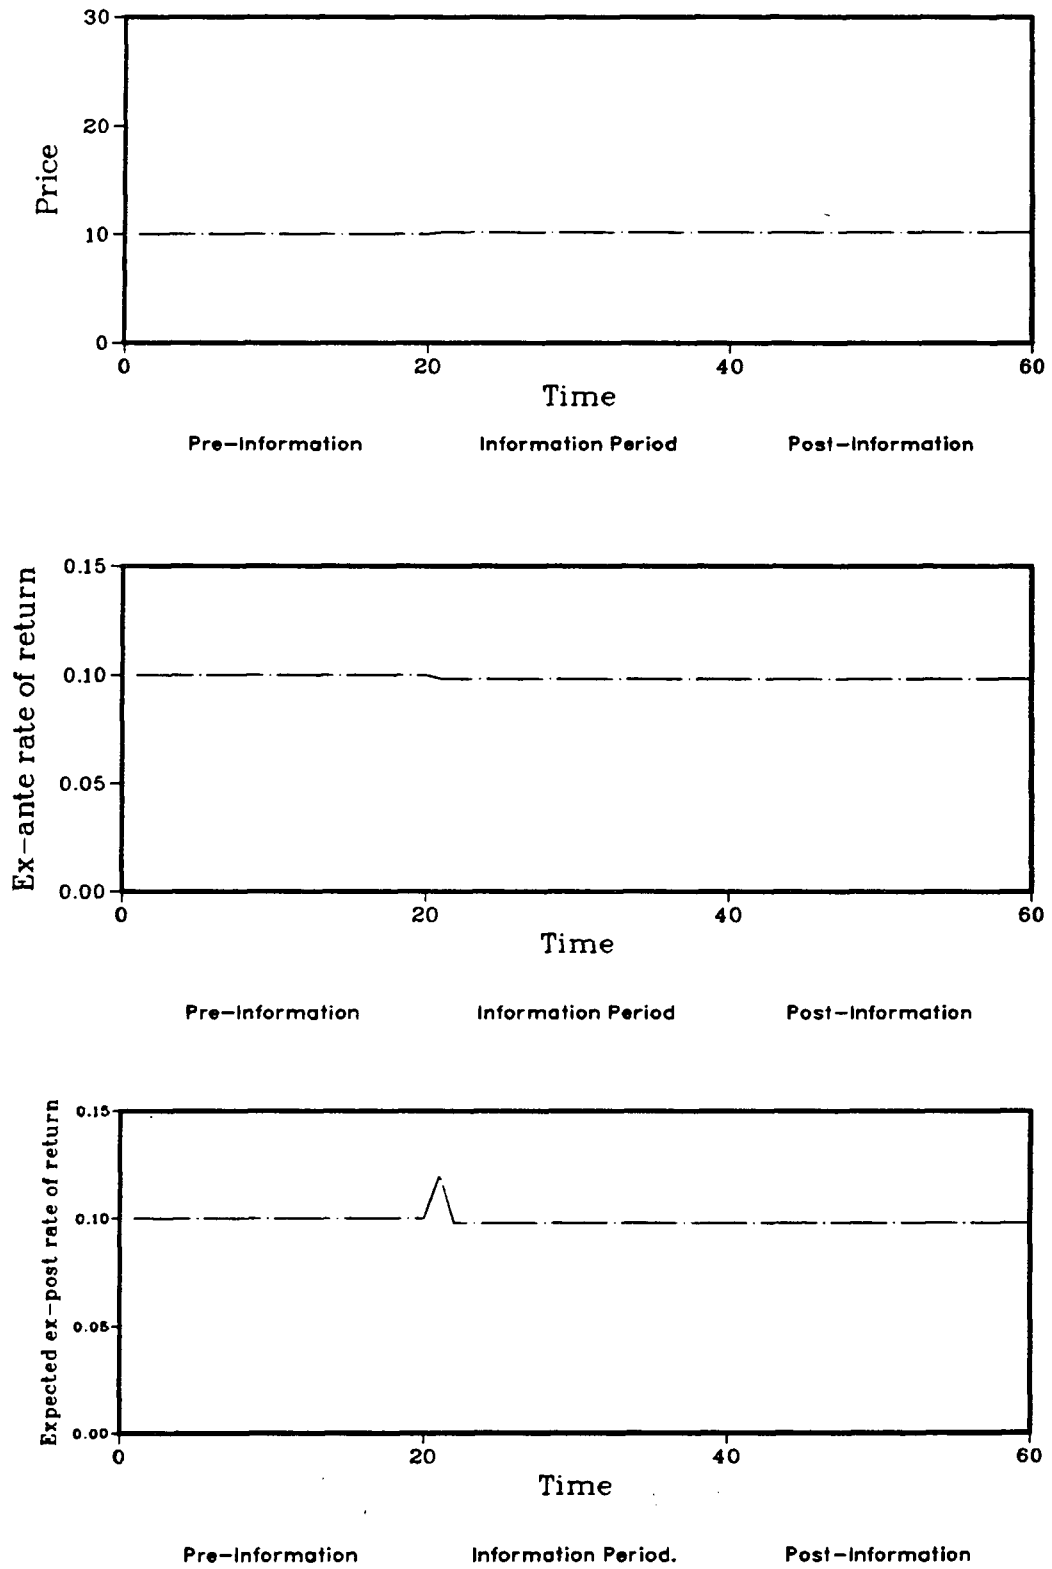 30
20
10
0
Price
0 20 40 60
Time
Pre-Information Information Period Post-Information
0.15
0.10
0.05
0.00
Ex-ante rate of return
0 20 40 60
Time
Pre-Information Information Period Post-Information
0.15
0.10
0.05
0.00
Expected ex-post rate of return
0 20 40 60
Time
Pre-Information Information Period. Post-Information